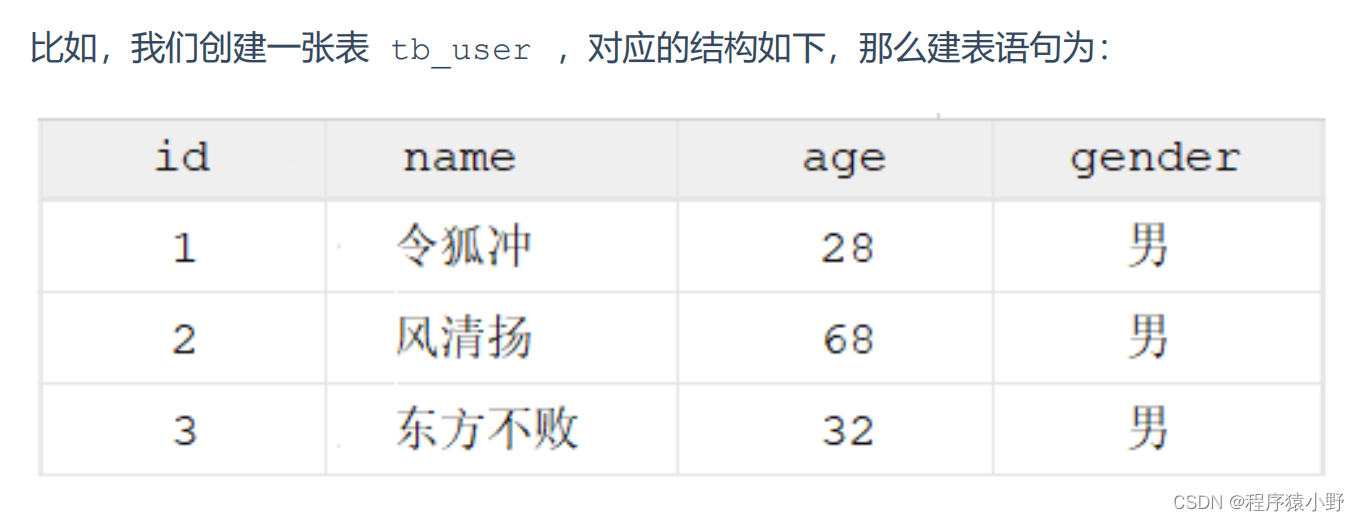 比如，我们创建一张表 tb_user ，对应的结构如下，那么建表语句为：
id name age gender
1 令狐冲 28 男
2 风清扬 68 男
3 东方不败 32 男
CSDN @程序猿小野